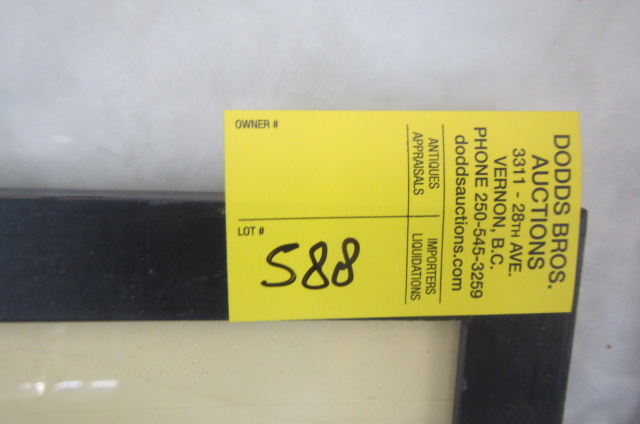 OWNER #
LOT #
588
ANTIQUES
APPRAISALS
IMPORTERS
LIQUIDATIONS
DODDS BROS.
AUCTIONS
3311 - 28TH AVE.
VERNON, B.C.
PHONE 250-545-3259
doddsauctions.com